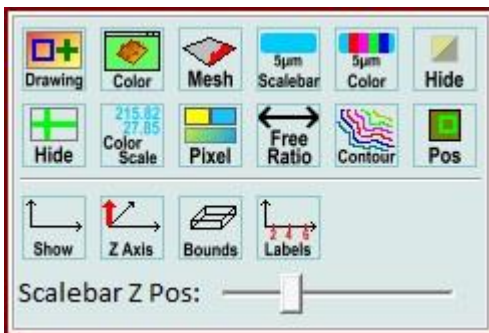 Drawing
Color
Mesh
5µm
Scalebar
5µm
Color
Hide
Hide
215.82
27.85
Color
Scale
Pixel
Free
Ratio
Contour
Pos
Show
Z Axis
Bounds
2 4 6
Labels
Scalebar Z Pos: